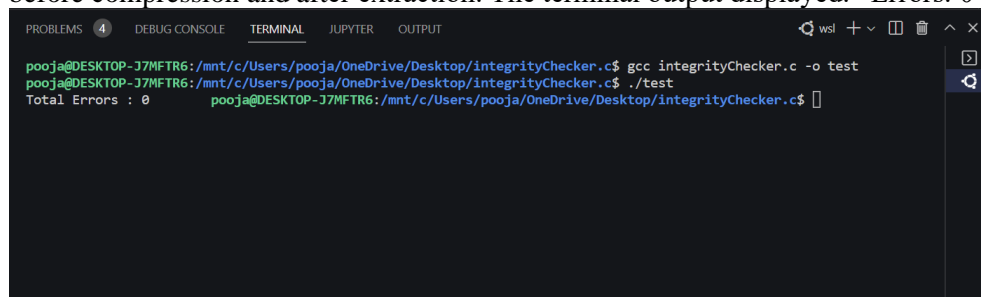 before compression and after extraction. The terminal output displayed: "Errors: 0"
PROBLEMS 4 DEBUG CONSOLE TERMINAL JUPYTER OUTPUT wsl
pooja@DESKTOP-J7MFTR6:/mnt/c/Users/pooja/OneDrive/Desktop/integrityChecker.c$ gcc integrityChecker.c -o test
pooja@DESKTOP-J7MFTR6:/mnt/c/Users/pooja/OneDrive/Desktop/integrityChecker.c$ ./test
Total Errors : 0 pooja@DESKTOP-J7MFTR6:/mnt/c/Users/pooja/OneDrive/Desktop/integrityChecker.c$